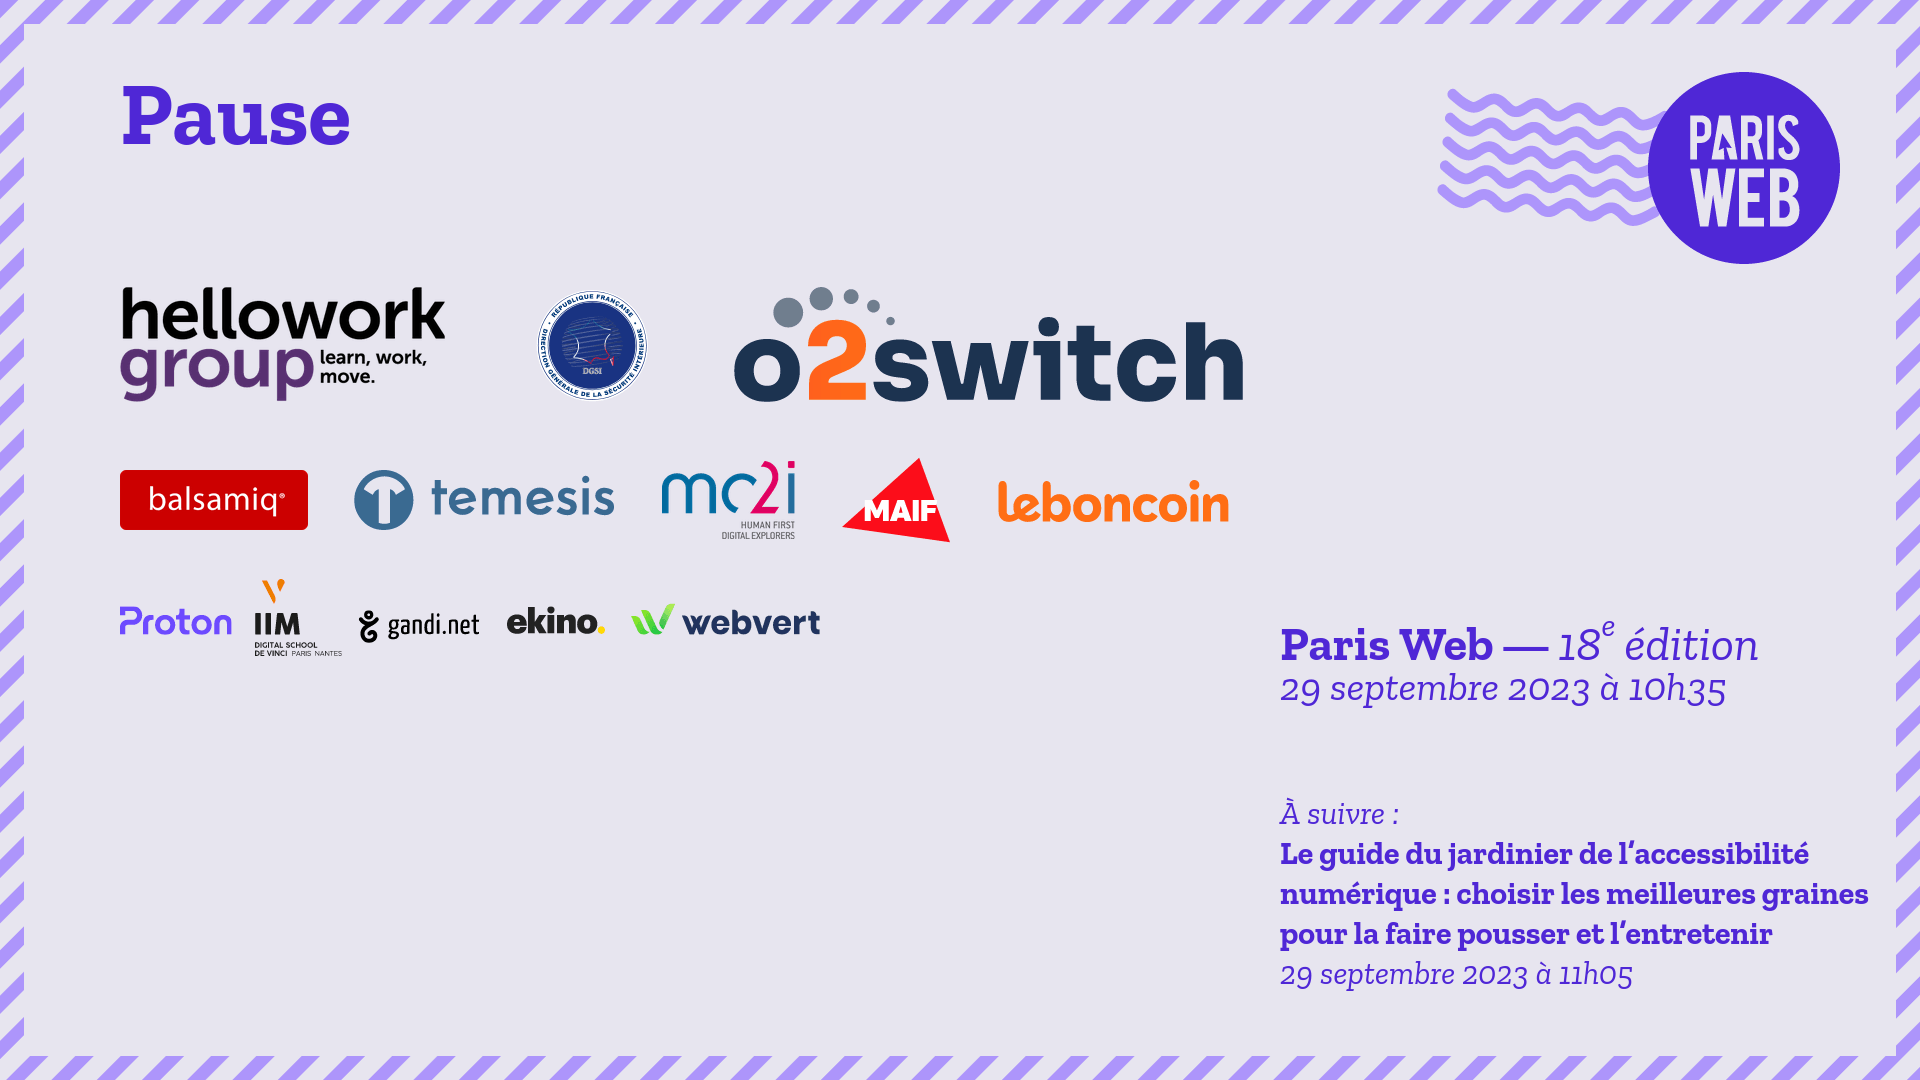 Pause
PARIS
WEB
hellowork
group learn, work,
move.
RÉPUBLIQUE FRANÇAISE
DGSI
DIRECTION GÉNÉRALE DE LA SÉCURITÉ INTÉRIEURE
o2switch
balsamiq®
temesis
mc2i
HUMAN FIRST
DIGITAL EXPLORERS
MAIF
leboncoin
Proton
IIM
DIGITAL SCHOOL
DE VINCI PARIS NANTES
gandi.net
ekino.
webvert
Paris Web — 18e édition
29 septembre 2023 à 10h35
À suivre :
Le guide du jardinier de l’accessibilité
numérique : choisir les meilleures graines
pour la faire pousser et l’entretenir
29 septembre 2023 à 11h05